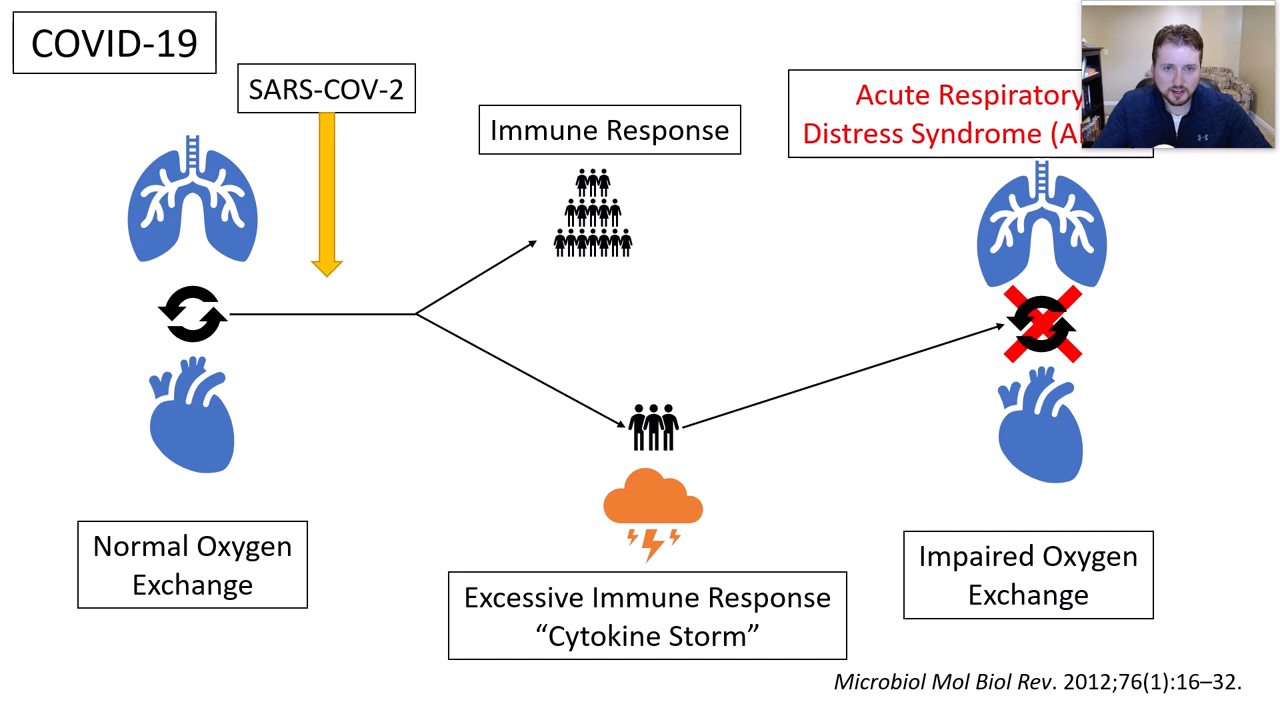 COVID-19
SARS-COV-2
Immune Response
Acute Respiratory
Distress Syndrome
Normal Oxygen
Exchange
Excessive Immune Response
“Cytokine Storm”
Impaired Oxygen
Exchange
Microbiol Mol Biol Rev. 2012;76(1):16–32.